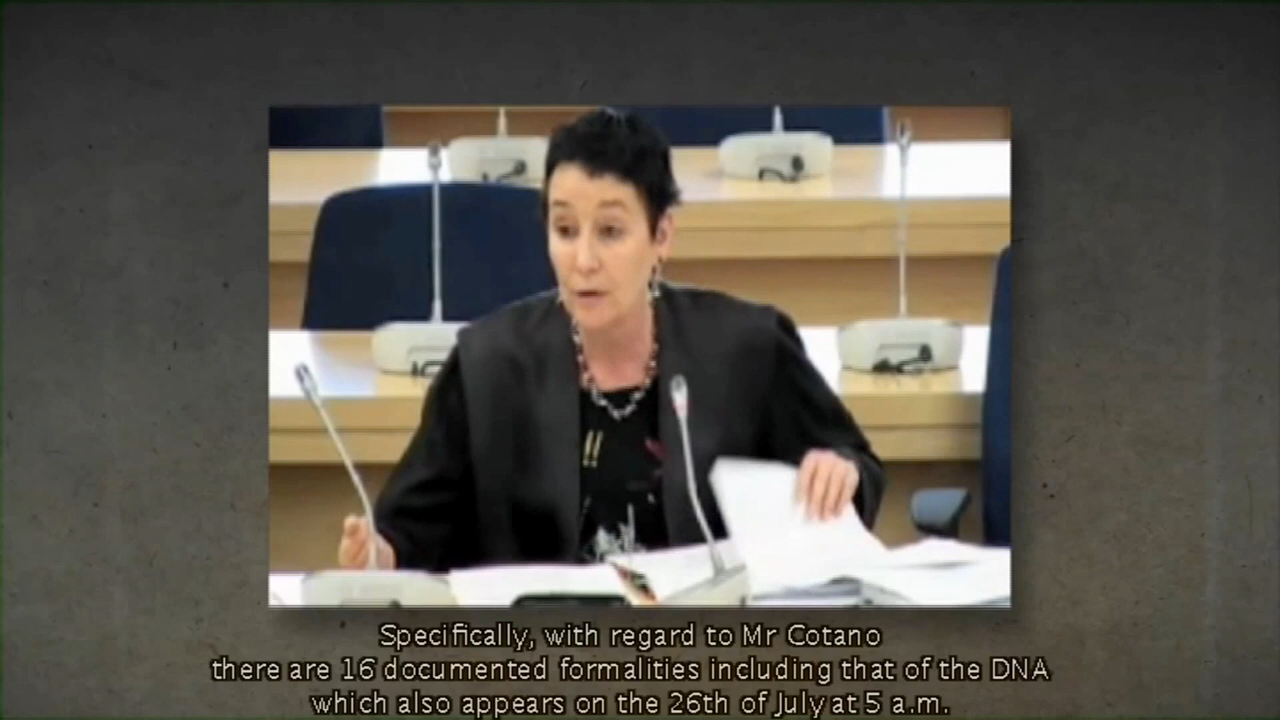 Specifically, with regard to Mr Cotano
there are 16 documented formalities including that of the DNA
which also appears on the 26th of July at 5 a.m.